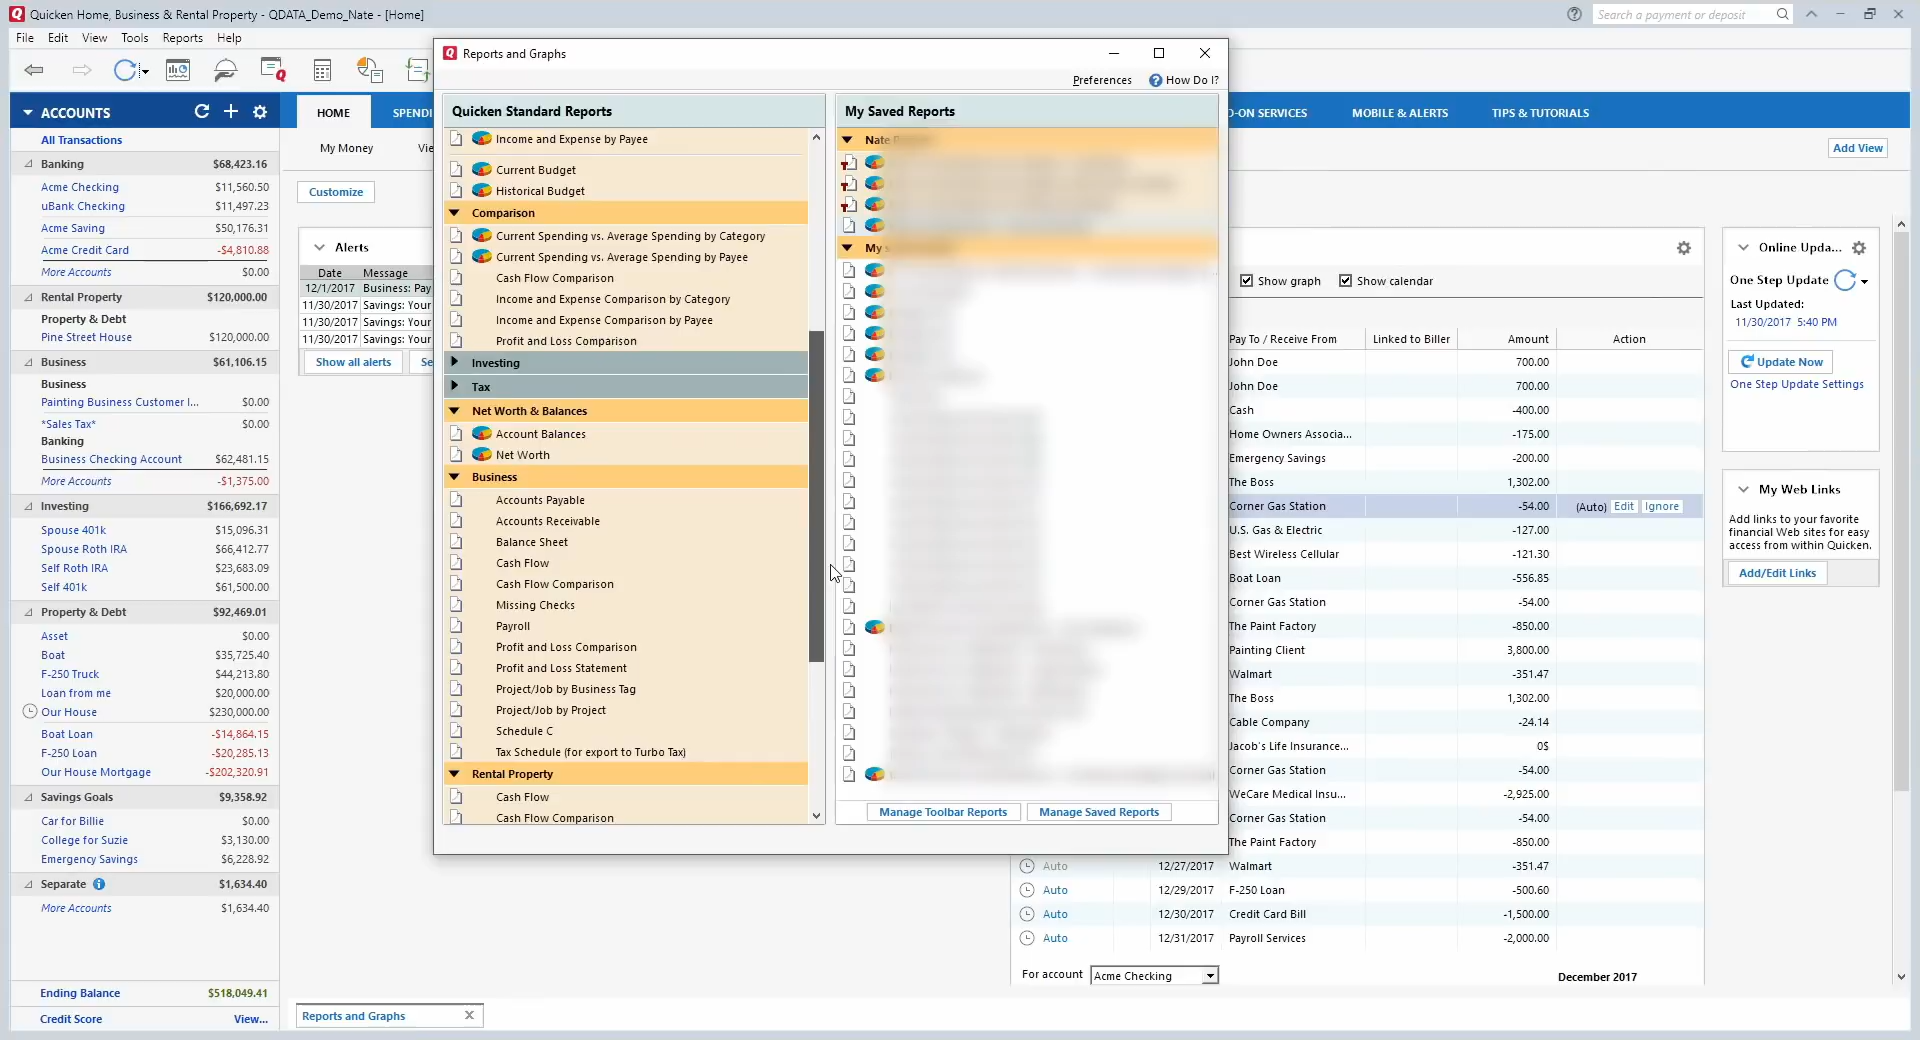 Quicken Home, Business & Rental Property - QDATA_Demo_Nate - [Home]
Search a payment or deposit
File Edit View Tools Reports Help
ACCOUNTS
All Transactions
Banking $68,423.16
Acme Checking $11,560.50
uBank Checking $11,497.23
Acme Saving $50,176.31
Acme Credit Card -$4,810.88
More Accounts $0.00
Rental Property $120,000.00
Property & Debt
Pine Street House $120,000.00
Business $61,106.15
Business
Painting Business Customer I... $0.00
*Sales Tax* $0.00
Banking
Business Checking Account $62,481.15
More Accounts -$1,375.00
Investing $166,692.17
Spouse 401k $15,096.31
Spouse Roth IRA $66,412.77
Self Roth IRA $23,683.09
Self 401k $61,500.00
Property & Debt $92,469.01
Asset $0.00
Boat $35,725.40
F-250 Truck $44,213.80
Loan from me $20,000.00
Our House $230,000.00
Boat Loan -$14,864.15
F-250 Loan -$20,285.13
Our House Mortgage -$202,320.91
Savings Goals $9,358.92
Car for Billie $0.00
College for Suzie $3,130.00
Emergency Savings $6,228.92
Separate $1,634.40
More Accounts $1,634.40
Ending Balance $518,049.41
Credit Score View...
HOME
My Money
Customize
Alerts
Date Message
12/1/2017 Business: Pay
11/30/2017 Savings: Your
11/30/2017 Savings: Your
11/30/2017 Savings: Your
Show all alerts
Reports and Graphs
Preferences How Do I?
Quicken Standard Reports
Income and Expense by Payee
Current Budget
Historical Budget
Comparison
Current Spending vs. Average Spending by Category
Current Spending vs. Average Spending by Payee
Cash Flow Comparison
Income and Expense Comparison by Category
Income and Expense Comparison by Payee
Profit and Loss Comparison
Investing
Tax
Net Worth & Balances
Account Balances
Net Worth
Business
Accounts Payable
Accounts Receivable
Balance Sheet
Cash Flow
Cash Flow Comparison
Missing Checks
Payroll
Profit and Loss Comparison
Profit and Loss Statement
Project/Job by Business Tag
Project/Job by Project
Schedule C
Tax Schedule (for export to Turbo Tax)
Rental Property
Cash Flow
Cash Flow Comparison
My Saved Reports
Nate
My
Manage Toolbar Reports Manage Saved Reports
SERVICES MOBILE & ALERTS TIPS & TUTORIALS
Add View
Show graph Show calendar
Pay To / Receive From Linked to Biller Amount Action
John Doe 700.00
John Doe 700.00
Cash -400.00
Home Owners Associa... -175.00
Emergency Savings -200.00
The Boss 1,302.00
Corner Gas Station -54.00 (Auto) Edit Ignore
U.S. Gas & Electric -127.00
Best Wireless Cellular -121.30
Boat Loan -556.85
Corner Gas Station -54.00
The Paint Factory -850.00
Painting Client 3,800.00
Walmart -351.47
The Boss 1,302.00
Cable Company -24.14
Jacob's Life Insurance... 0$
Corner Gas Station -54.00
WeCare Medical Insu... -2,925.00
Corner Gas Station -54.00
The Paint Factory -850.00
Auto 12/27/2017 Walmart -351.47
Auto 12/29/2017 F-250 Loan -500.60
Auto 12/30/2017 Credit Card Bill -1,500.00
Auto 12/31/2017 Payroll Services -2,000.00
For account Acme Checking December 2017
Online Upda...
One Step Update
Last Updated:
11/30/2017 5:40 PM
Update Now
One Step Update Settings
My Web Links
Add links to your favorite
financial Web sites for easy
access from within Quicken.
Add/Edit Links
Reports and Graphs